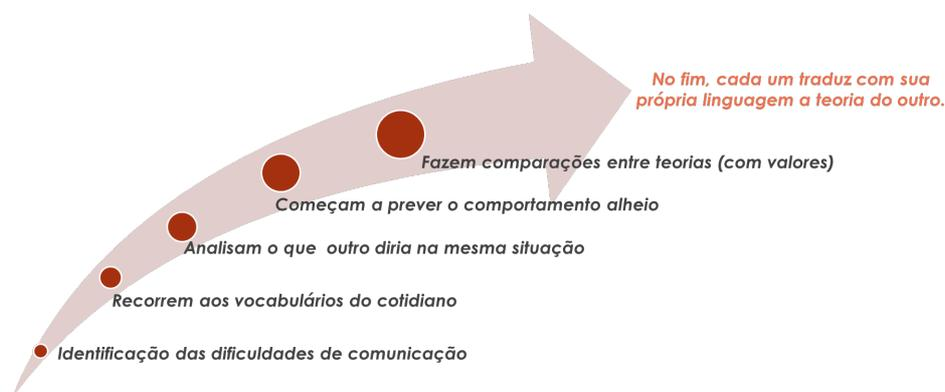 No fim, cada um traduz com sua
própria linguagem a teoria do outro.
Fazem comparações entre teorias (com valores)
Começam a prever o comportamento alheio
Analisam o que  outro diria na mesma situação
Recorrem aos vocabulários do cotidiano
Identificação das dificuldades de comunicação